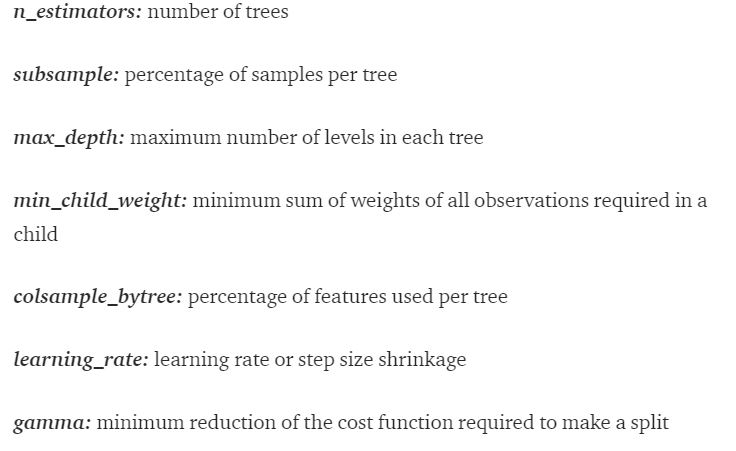 n_estimators: number of trees
subsample: percentage of samples per tree
max_depth: maximum number of levels in each tree
min_child_weight: minimum sum of weights of all observations required in a
child
colsample_bytree: percentage of features used per tree
learning_rate: learning rate or step size shrinkage
gamma: minimum reduction of the cost function required to make a split